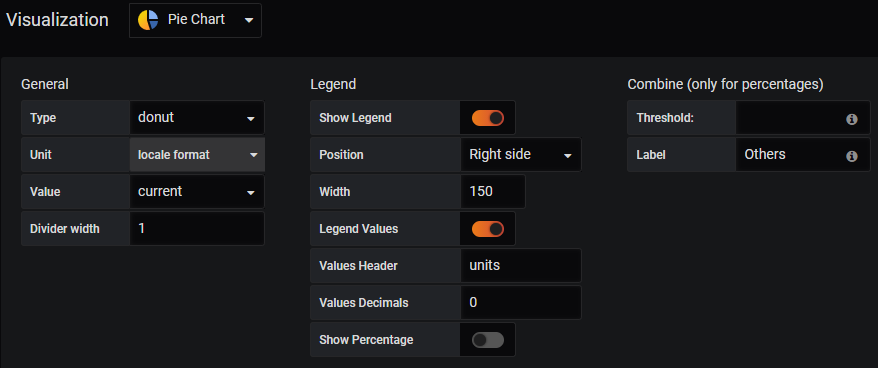 Visualization Pie Chart
General
Type donut
Unit locale format
Value current
Divider width 1
Legend
Show Legend
Position Right side
Width 150
Legend Values
Values Header units
Values Decimals 0
Show Percentage
Combine (only for percentages)
Threshold:
Label Others